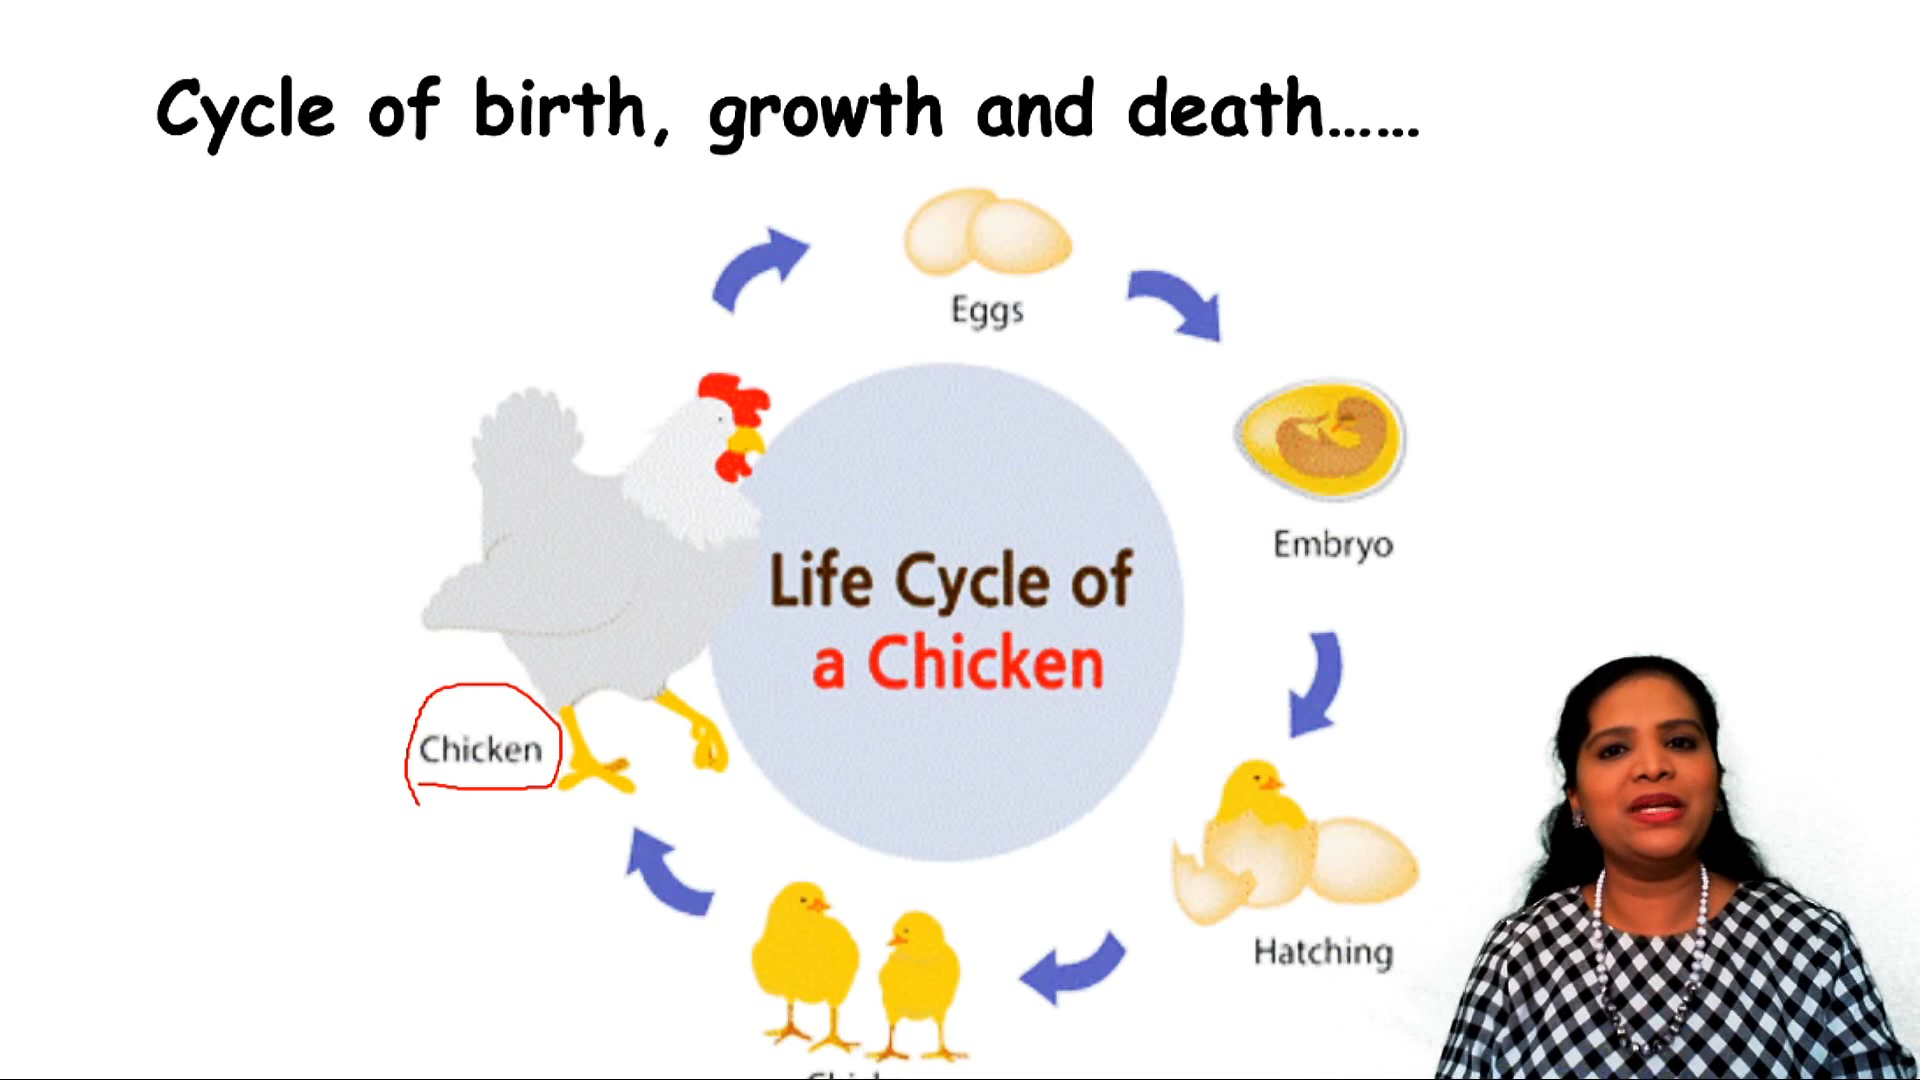 Cycle of birth, growth and death......
Eggs
Embryo
Life Cycle of
a Chicken
Chicken
Hatching